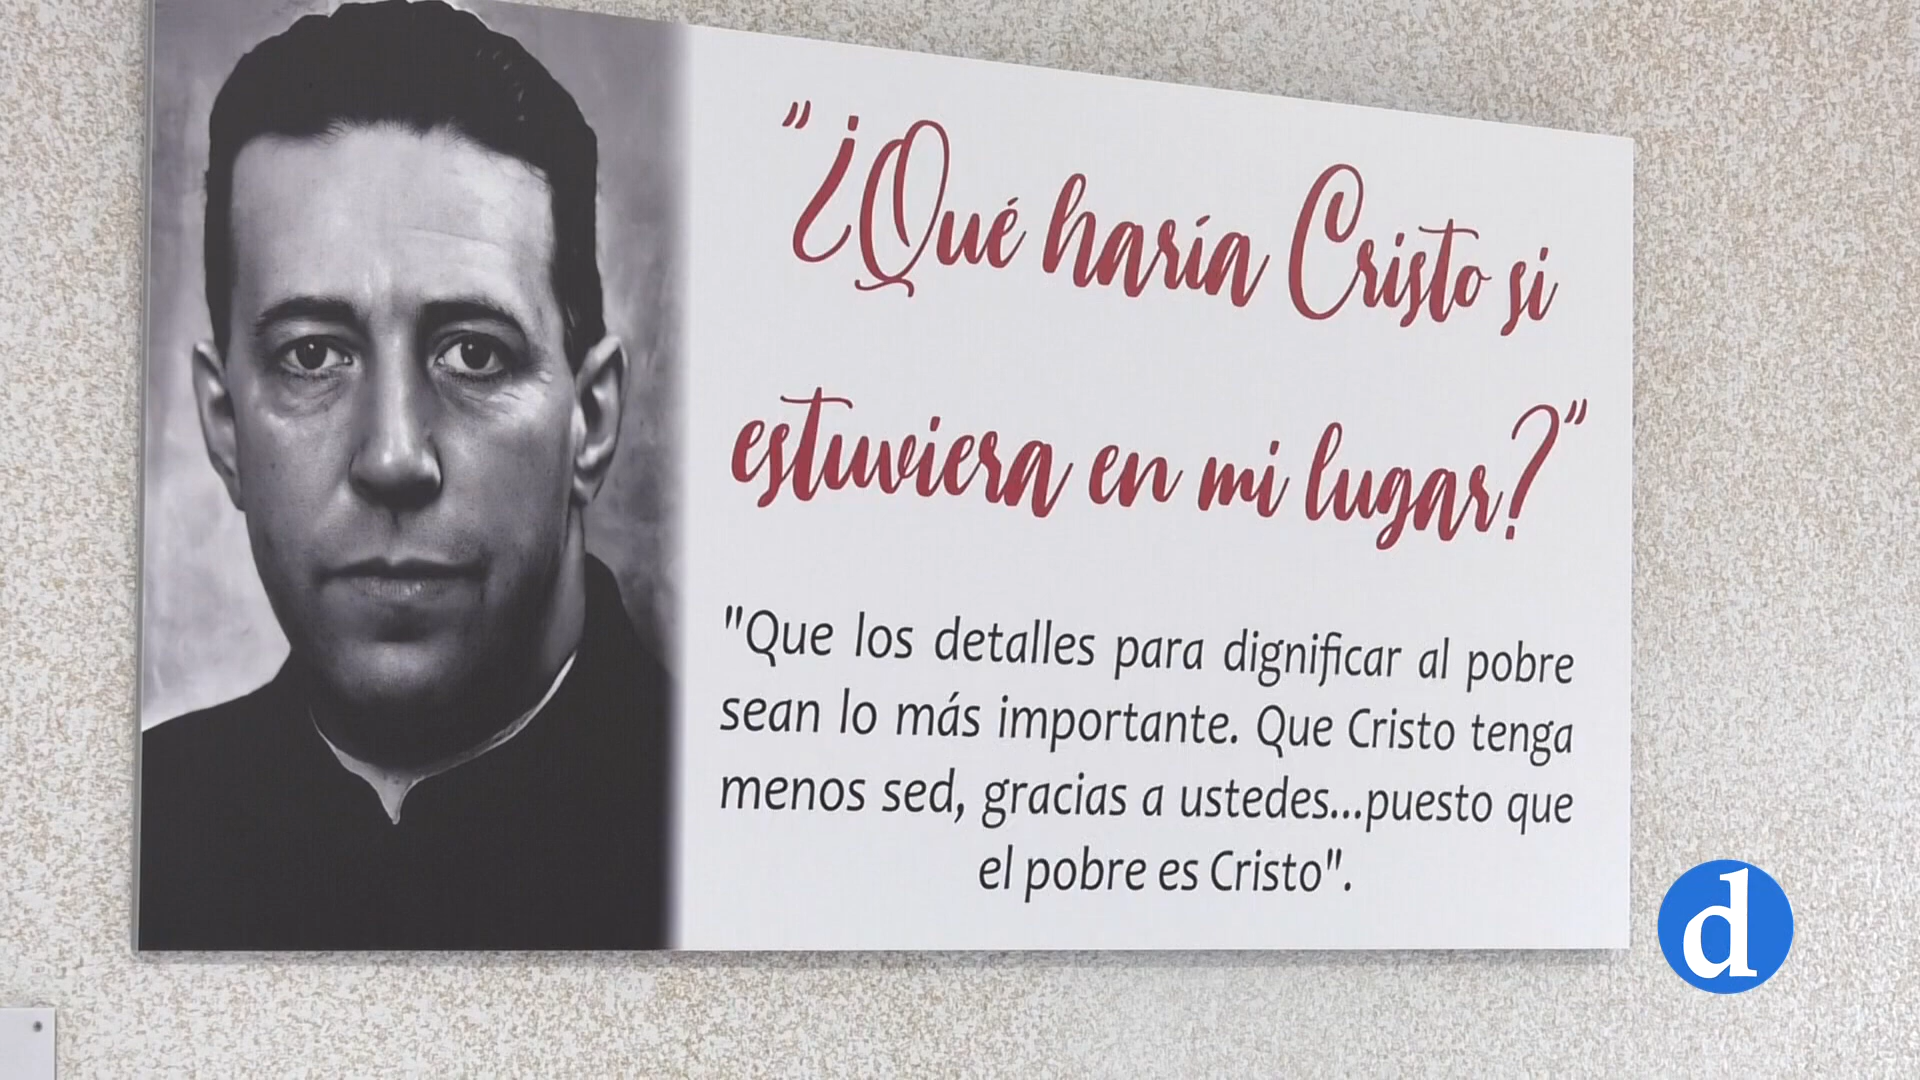 "¿Qué haría Cristo si
estuviera en mi lugar?"
"Que los detalles para dignificar al pobre
sean lo más importante. Que Cristo tenga
menos sed, gracias a ustedes...puesto que
el pobre es Cristo".
d